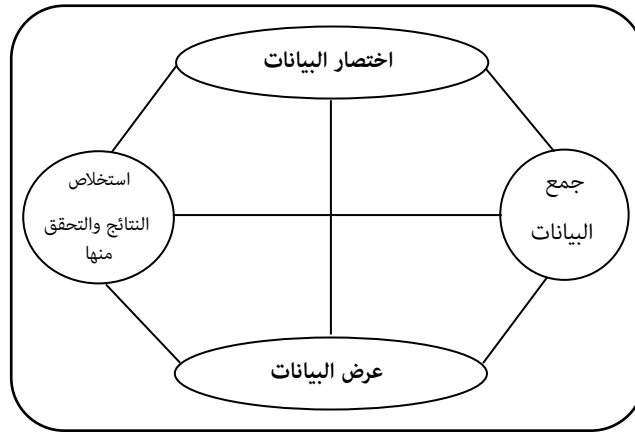 اختصار البيانات
جمع
البيانات
استخلاص
النتائج والتحقق
منها
عرض البيانات